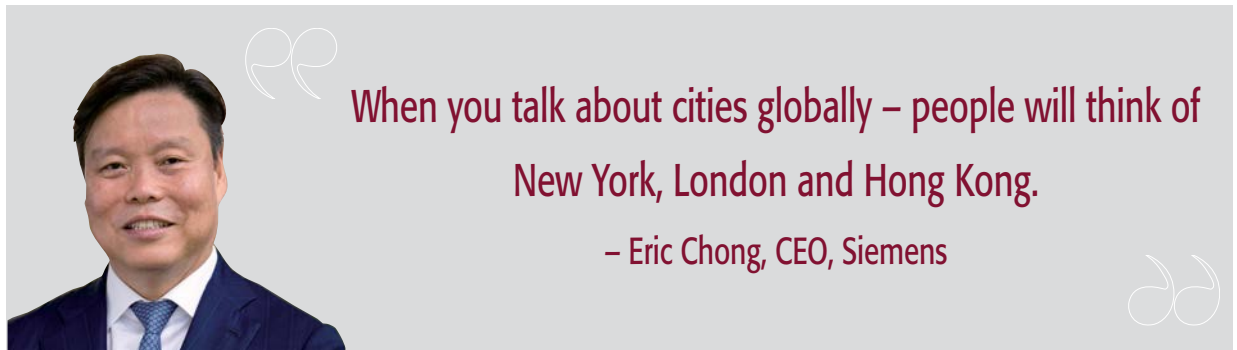 When you talk about cities globally – people will think of
New York, London and Hong Kong.
– Eric Chong, CEO, Siemens